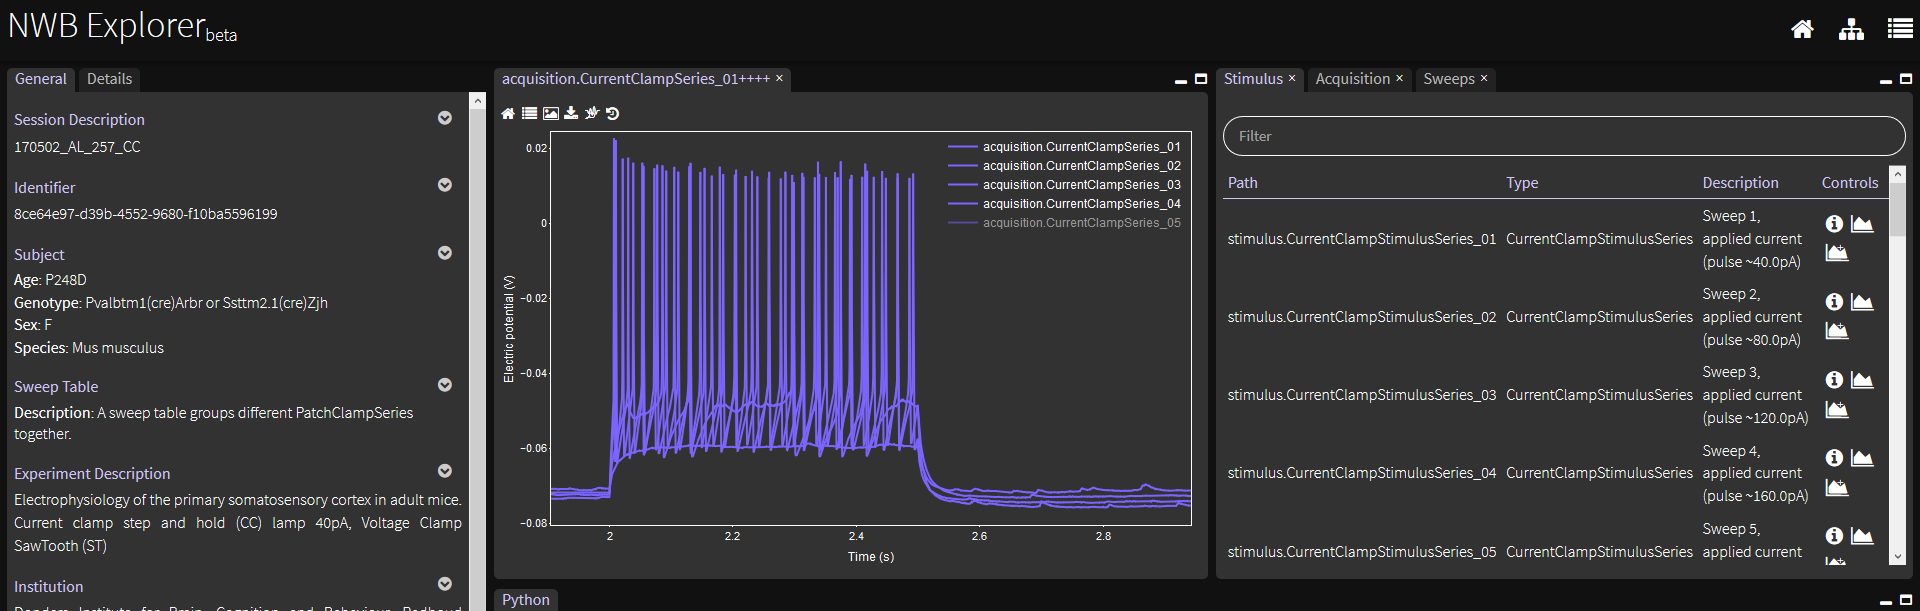 NWB Explorer beta
General
Details
Session Description
170502_AL_257_CC
Identifier
8ce64e97-d39b-4552-9680-f10ba5596199
Subject
Age: P248D
Genotype: Pvalbtm1(cre)Arbr or Ssttm2.1(cre)Zjh
Sex: F
Species: Mus musculus
Sweep Table
Description: A sweep table groups different PatchClampSeries
together.
Experiment Description
Electrophysiology of the primary somatosensory cortex in adult mice.
Current clamp step and hold (CC) lamp 40pA, Voltage Clamp
SawTooth (ST)
Institution
Donders Institute for Brain, Cognition and Behaviour, Radboud
acquisition.CurrentClampSeries_01++++ ×
acquisition.CurrentClampSeries_01
acquisition.CurrentClampSeries_02
acquisition.CurrentClampSeries_03
acquisition.CurrentClampSeries_04
acquisition.CurrentClampSeries_05
Electric potential (V)
0.02
0
−0.02
−0.04
−0.06
−0.08
2
2.2
2.4
2.6
2.8
Time (s)
Python
Stimulus ×
Acquisition ×
Sweeps ×
Filter
Path
Type
Description
Controls
stimulus.CurrentClampStimulusSeries_01
CurrentClampStimulusSeries
Sweep 1,
applied current
(pulse ~40.0pA)
stimulus.CurrentClampStimulusSeries_02
CurrentClampStimulusSeries
Sweep 2,
applied current
(pulse ~80.0pA)
stimulus.CurrentClampStimulusSeries_03
CurrentClampStimulusSeries
Sweep 3,
applied current
(pulse ~120.0pA)
stimulus.CurrentClampStimulusSeries_04
CurrentClampStimulusSeries
Sweep 4,
applied current
(pulse ~160.0pA)
stimulus.CurrentClampStimulusSeries_05
CurrentClampStimulusSeries
Sweep 5,
applied current